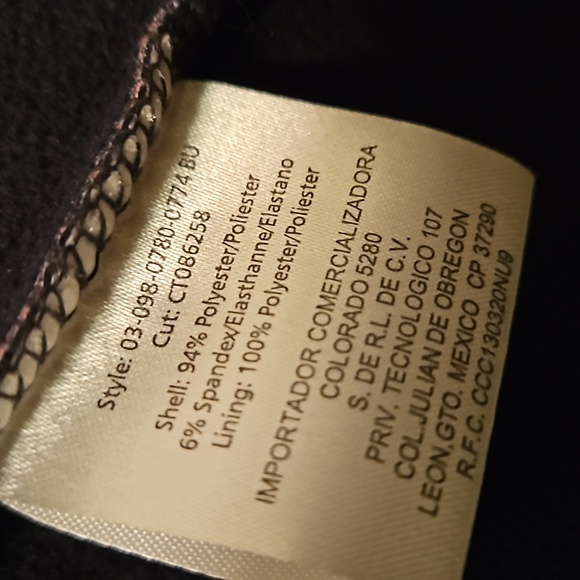 Style: 03-098-0780-0774 BU
Cut: CT086258
Shell: 94% Polyester/Poliester
6% Spandex/Elasthanne/Elastano
Lining: 100% Polyester/Poliester
IMPORTADOR COMERCIALIZADORA
COLORADO 5280
S. DE R.L. DE C.V.
PRIV. TECNOLOGICO 107
COL.JULIAN DE OBREGON
LEON,GTO. MEXICO CP 37290
R.F.C. CCC130320NU9